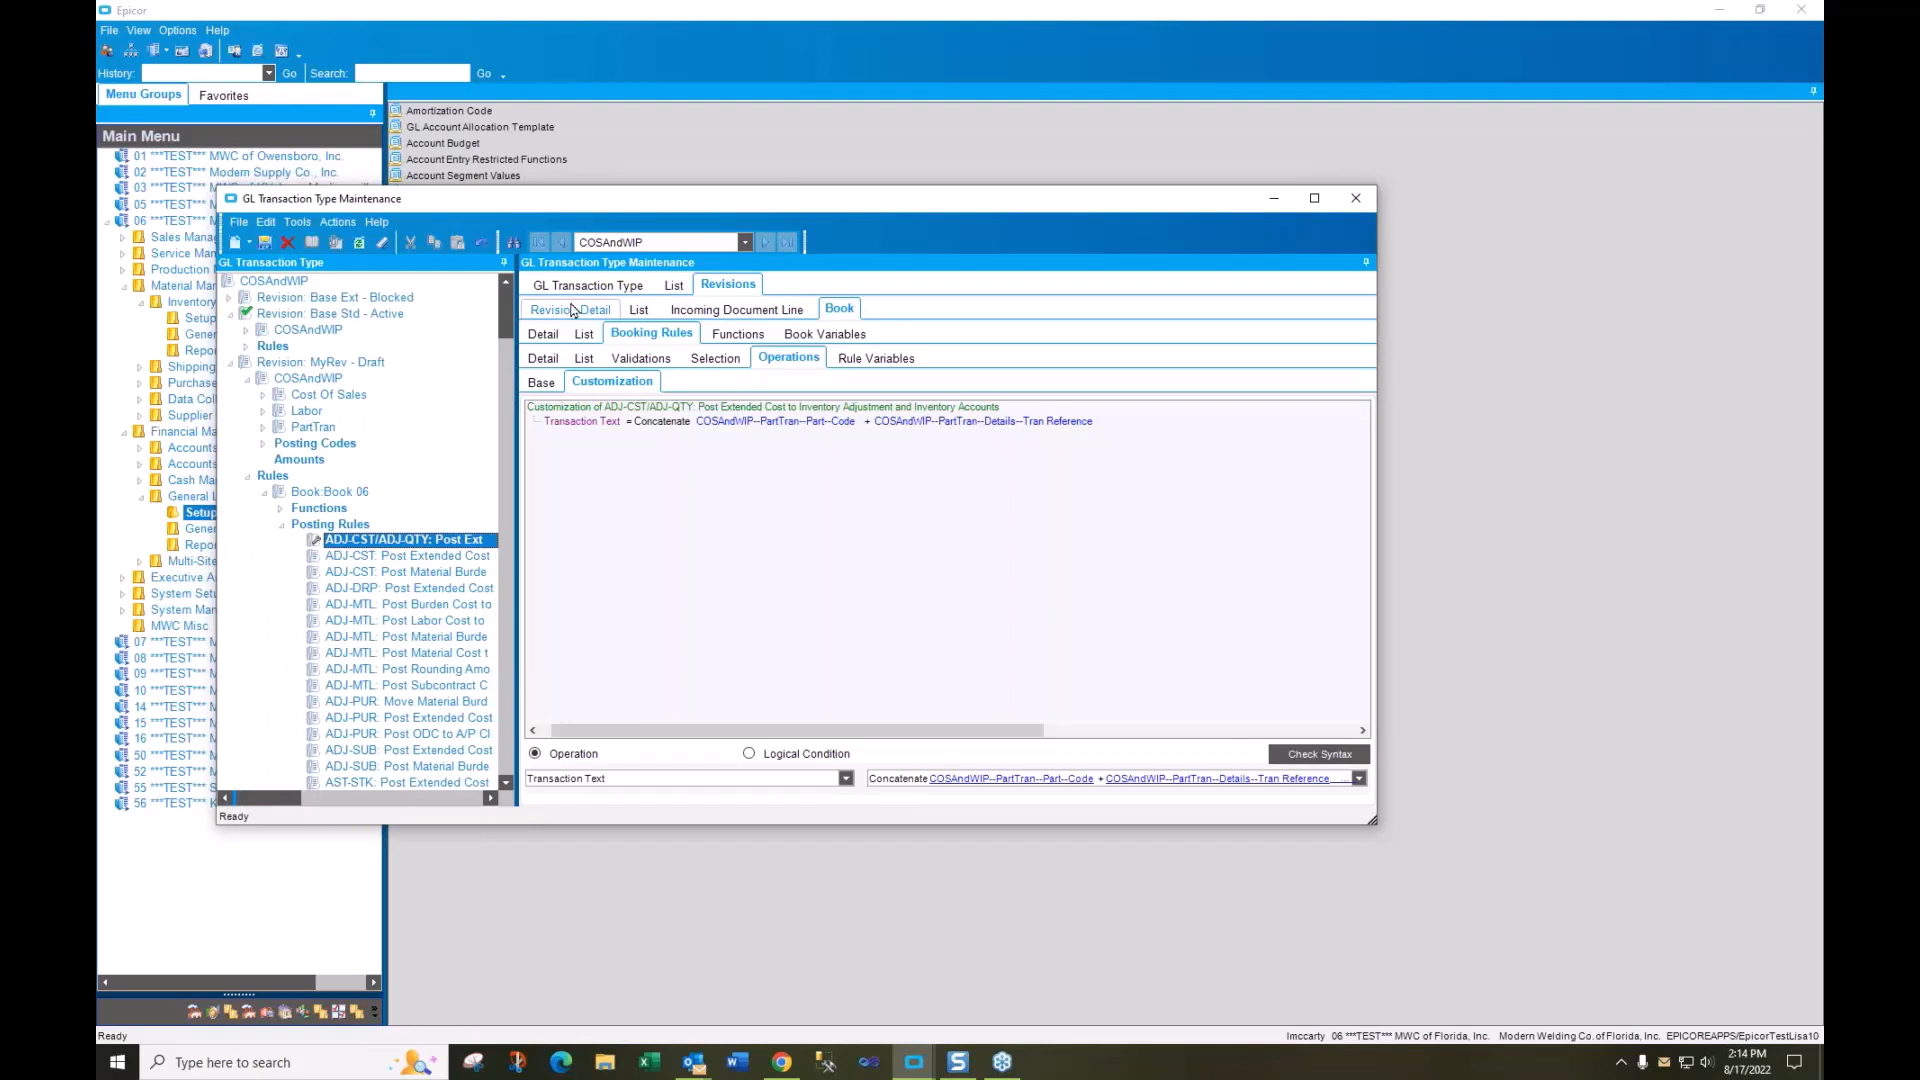 Epicor
File View Options Help
History: Go Search: Go
Menu Groups Favorites
Main Menu
01 ***TEST*** MWC of Owensboro, Inc.
02 ***TEST*** Modern Supply Co., Inc.
03 ***TEST***
05 ***TEST*** M
06 ***TEST*** M
Sales Manag
Service Man
Production
Material Mar
Inventory
Setup
Gener
Repor
Shipping
Purchase
Data Coll
Supplier
Financial Ma
Accounts
Accounts
Cash Ma
General L
Setup
Gener
Repor
Multi-Site
Executive A
System Setu
System Mar
MWC Misc
07 ***TEST*** M
08 ***TEST*** M
09 ***TEST*** M
10 ***TEST*** M
14 ***TEST*** M
15 ***TEST*** M
16 ***TEST*** M
50 ***TEST*** M
52 ***TEST*** M
55 ***TEST*** S
56 ***TEST*** K
Amortization Code
GL Account Allocation Template
Account Budget
Account Entry Restricted Functions
Account Segment Values
GL Transaction Type Maintenance
File Edit Tools Actions Help
COSAndWIP
GL Transaction Type
COSAndWIP
Revision: Base Ext - Blocked
Revision: Base Std - Active
COSAndWIP
Rules
Revision: MyRev - Draft
COSAndWIP
Cost Of Sales
Labor
PartTran
Posting Codes
Amounts
Rules
Book:Book 06
Functions
Posting Rules
ADJ-CST/ADJ-QTY: Post Ext
ADJ-CST: Post Extended Cost
ADJ-CST: Post Material Burde
ADJ-DRP: Post Extended Cost
ADJ-MTL: Post Burden Cost to
ADJ-MTL: Post Labor Cost to
ADJ-MTL: Post Material Burde
ADJ-MTL: Post Material Cost t
ADJ-MTL: Post Rounding Amo
ADJ-MTL: Post Subcontract C
ADJ-PUR: Move Material Burd
ADJ-PUR: Post Extended Cost
ADJ-PUR: Post ODC to A/P Cl
ADJ-SUB: Post Extended Cost
ADJ-SUB: Post Material Burde
AST-STK: Post Extended Cost
GL Transaction Type Maintenance
GL Transaction Type List Revisions
Revision Detail List Incoming Document Line Book
Detail List Booking Rules Functions Book Variables
Detail List Validations Selection Operations Rule Variables
Base Customization
Customization of ADJ-CST/ADJ-QTY: Post Extended Cost to Inventory Adjustment and Inventory Accounts
Transaction Text = Concatenate COSAndWIP--PartTran--Part--Code + COSAndWIP--PartTran--Details--Tran Reference
Operation Logical Condition Check Syntax
Transaction Text Concatenate COSAndWIP--PartTran--Part--Code + COSAndWIP--PartTran--Details--Tran Reference ...
Ready
Ready lmccarty 06 ***TEST*** MWC of Florida, Inc. Modern Welding Co. of Florida, Inc. EPICOREAPPS/EpicorTestLisa10
Type here to search
2:14 PM
8/17/2022